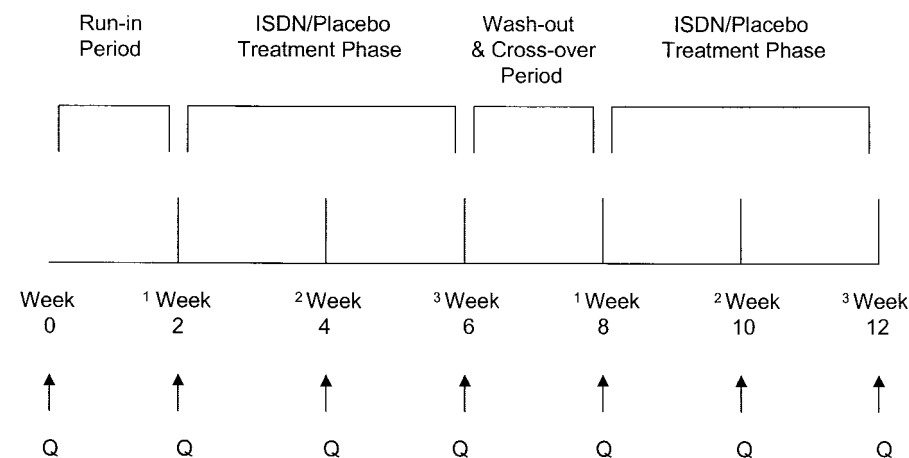 Run-in
Period
ISDN/Placebo
Treatment Phase
Wash-out
& Cross-over
Period
ISDN/Placebo
Treatment Phase
Week
0
1 Week
2
2 Week
4
3 Week
6
1 Week
8
2 Week
10
3 Week
12
Q Q Q Q Q Q Q